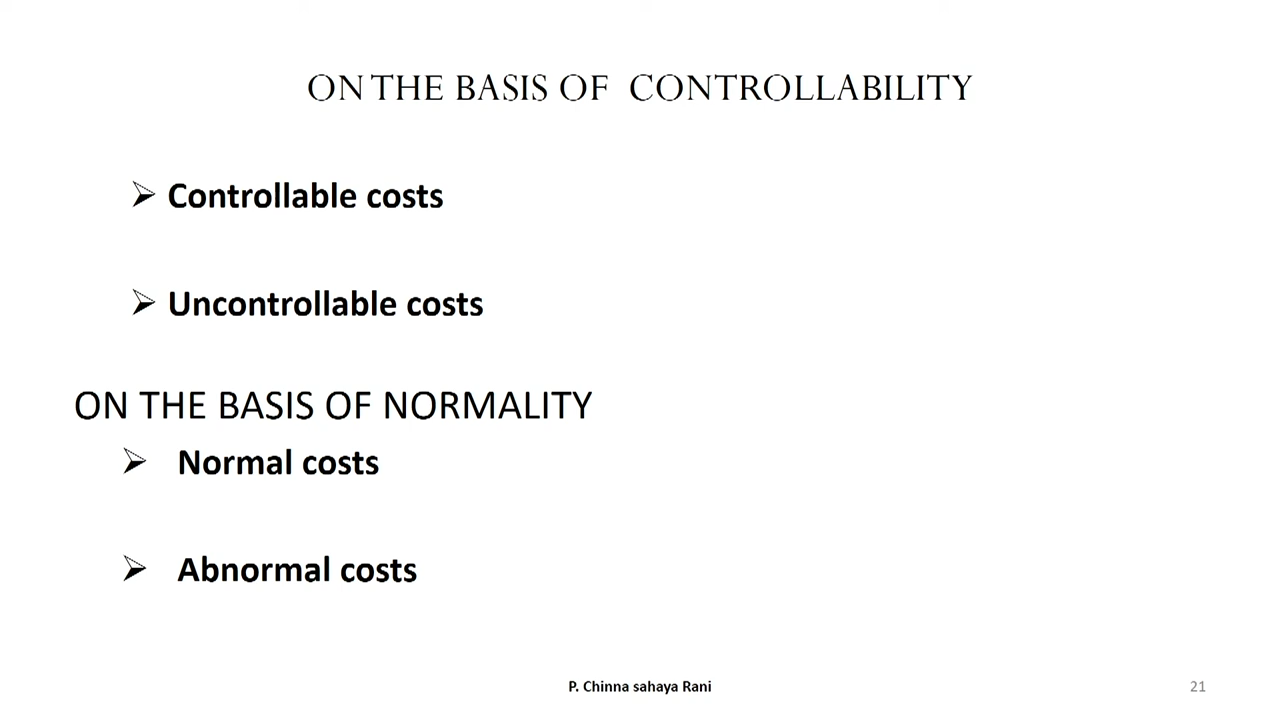 ON THE BASIS OF CONTROLLABILITY
➢ Controllable costs
➢ Uncontrollable costs
ON THE BASIS OF NORMALITY
➢ Normal costs
➢ Abnormal costs
P. Chinna sahaya Rani
21